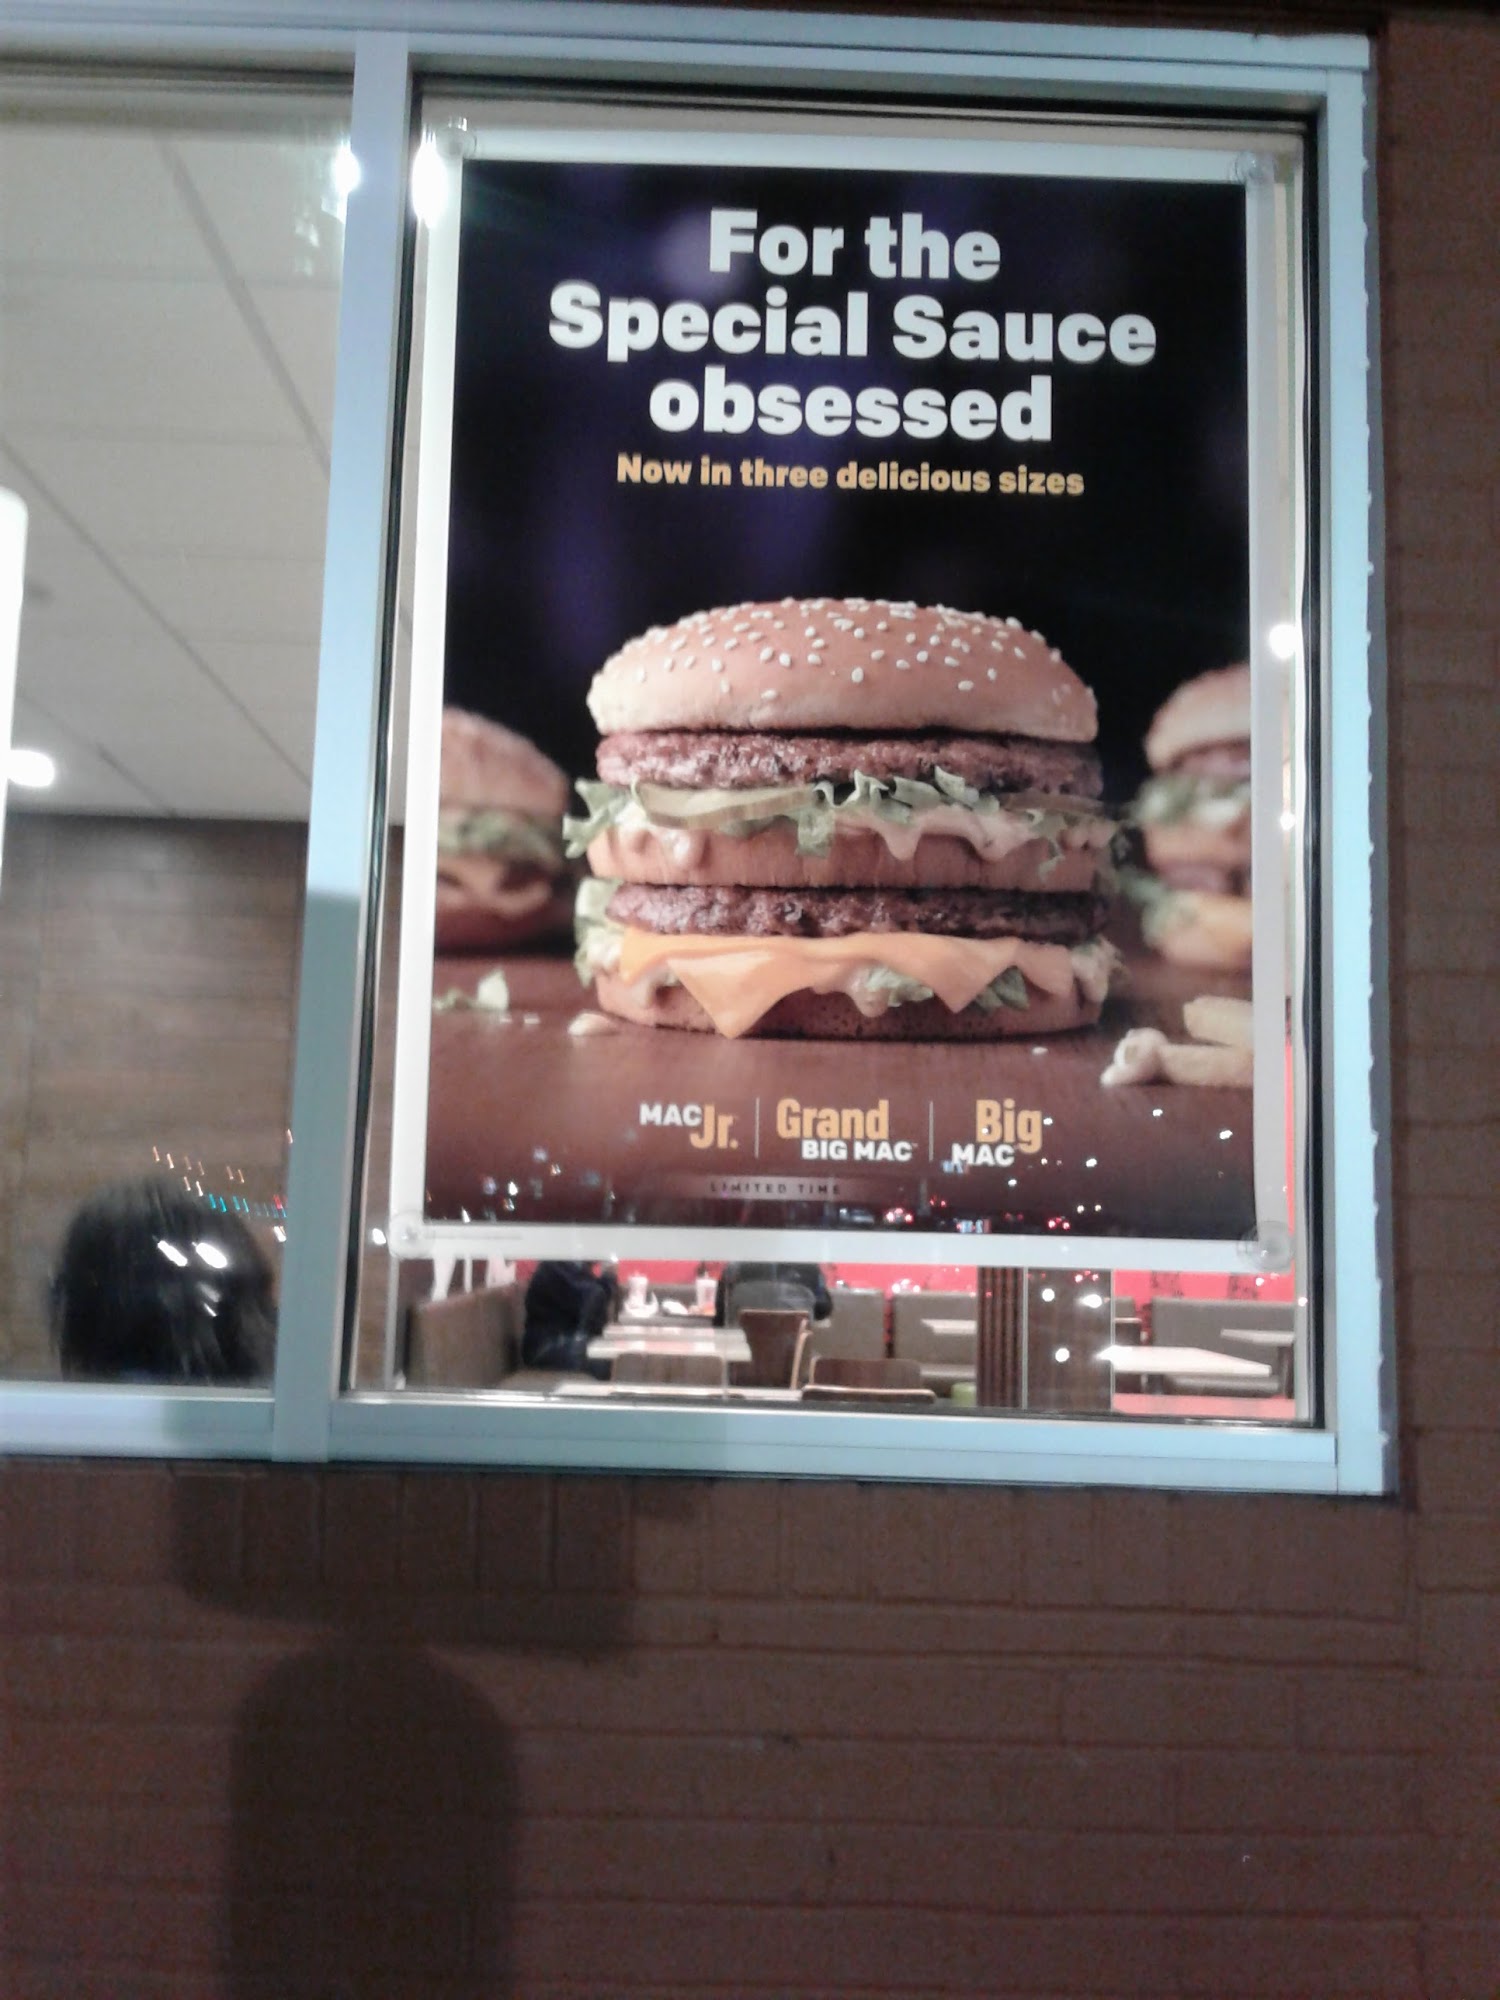 For the
Special Sauce
obsessed
Now in three delicious sizes
MAC Jr. Grand BIG MAC Big MAC
LIMITED TIME